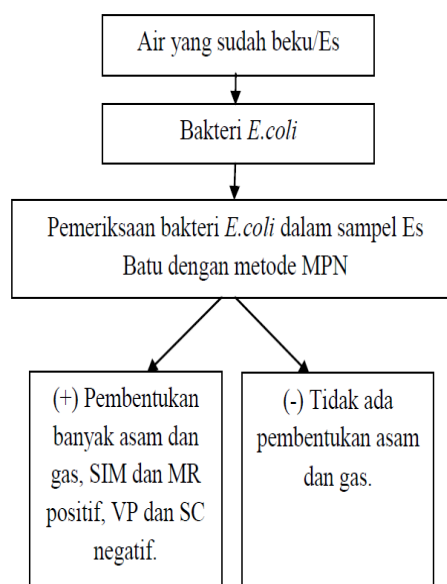 Air yang sudah beku/Es
Bakteri E.coli
Pemeriksaan bakteri E.coli dalam sampel Es
Batu dengan metode MPN
(+) Pembentukan
banyak asam dan
gas, SIM dan MR
positif, VP dan SC
negatif.
(-) Tidak ada
pembentukan asam
dan gas.